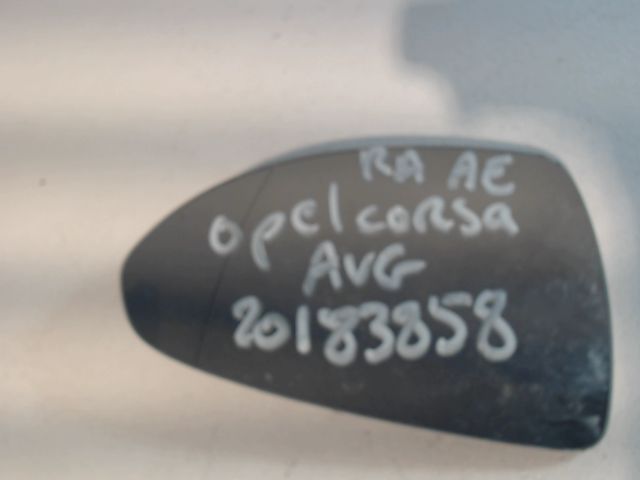 RA AE
opel corsa
AVG
20183858